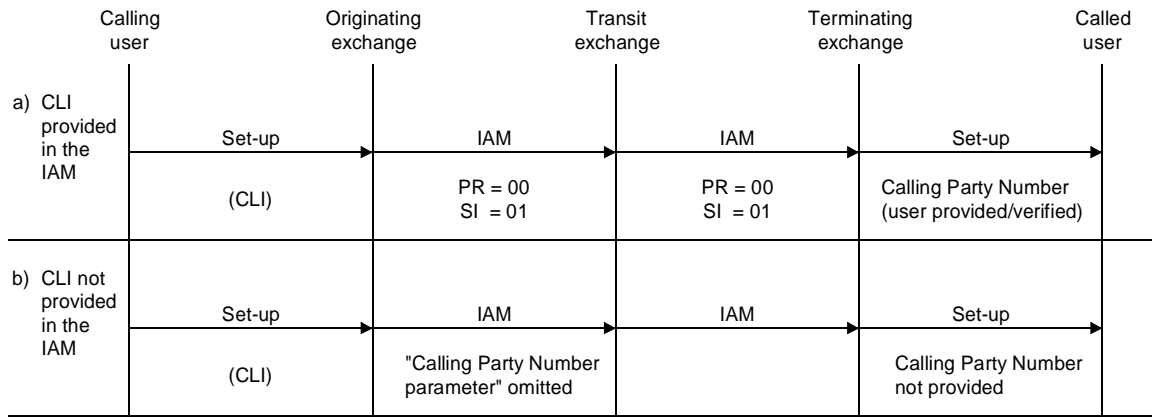 Calling
user
Originating
exchange
Transit
exchange
Terminating
exchange
Called
user
a) CLI
provided
in the
IAM
Set-up
(CLI)
IAM
PR = 00
SI = 01
IAM
PR = 00
SI = 01
Set-up
Calling Party Number
(user provided/verified)
b) CLI not
provided
in the
IAM
Set-up
(CLI)
IAM
"Calling Party Number
parameter" omitted
IAM
Set-up
Calling Party Number
not provided